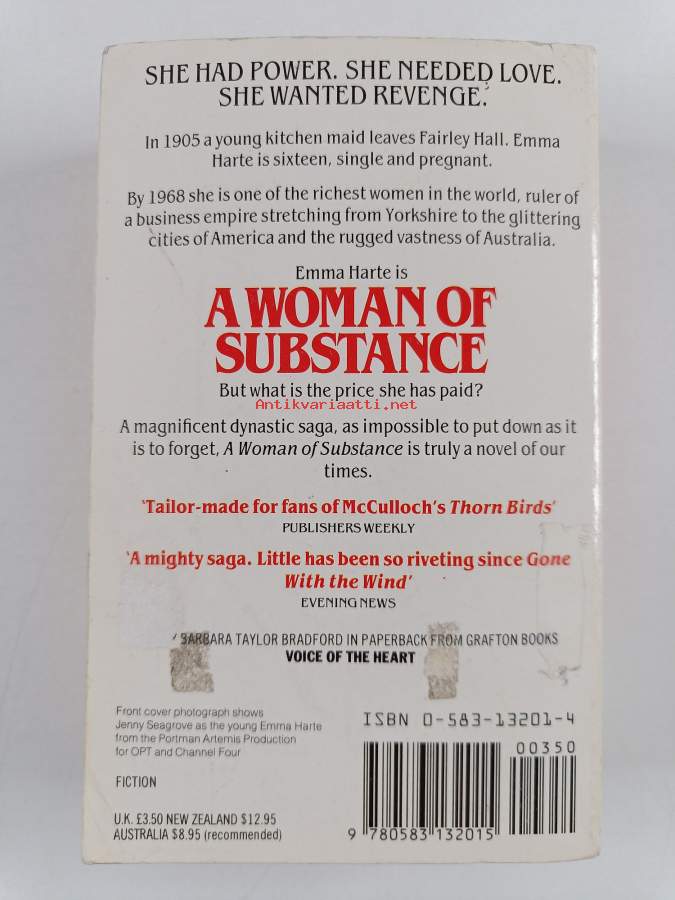 SHE HAD POWER. SHE NEEDED LOVE.
SHE WANTED REVENGE.
In 1905 a young kitchen maid leaves Fairley Hall. Emma
Harte is sixteen, single and pregnant.
By 1968 she is one of the richest women in the world, ruler of
a business empire stretching from Yorkshire to the glittering
cities of America and the rugged vastness of Australia.
Emma Harte is
A WOMAN OF
SUBSTANCE
But what is the price she has paid?
Antikvariaatti.net
A magnificent dynastic saga, as impossible to put down as it
is to forget, A Woman of Substance is truly a novel of our
times.
'Tailor-made for fans of McCulloch's Thorn Birds'
PUBLISHERS WEEKLY
'A mighty saga. Little has been so riveting since Gone
With the Wind'
EVENING NEWS
BARBARA TAYLOR BRADFORD IN PAPERBACK FROM GRAFTON BOOKS
VOICE OF THE HEART
Front cover photograph shows
Jenny Seagrove as the young Emma Harte
from the Portman Artemis Production
for OPT and Channel Four
FICTION
U.K. £3.50 NEW ZEALAND $12.95
AUSTRALIA $8.95 (recommended)
ISBN 0-583-13201-4
00350
9 780583 132015